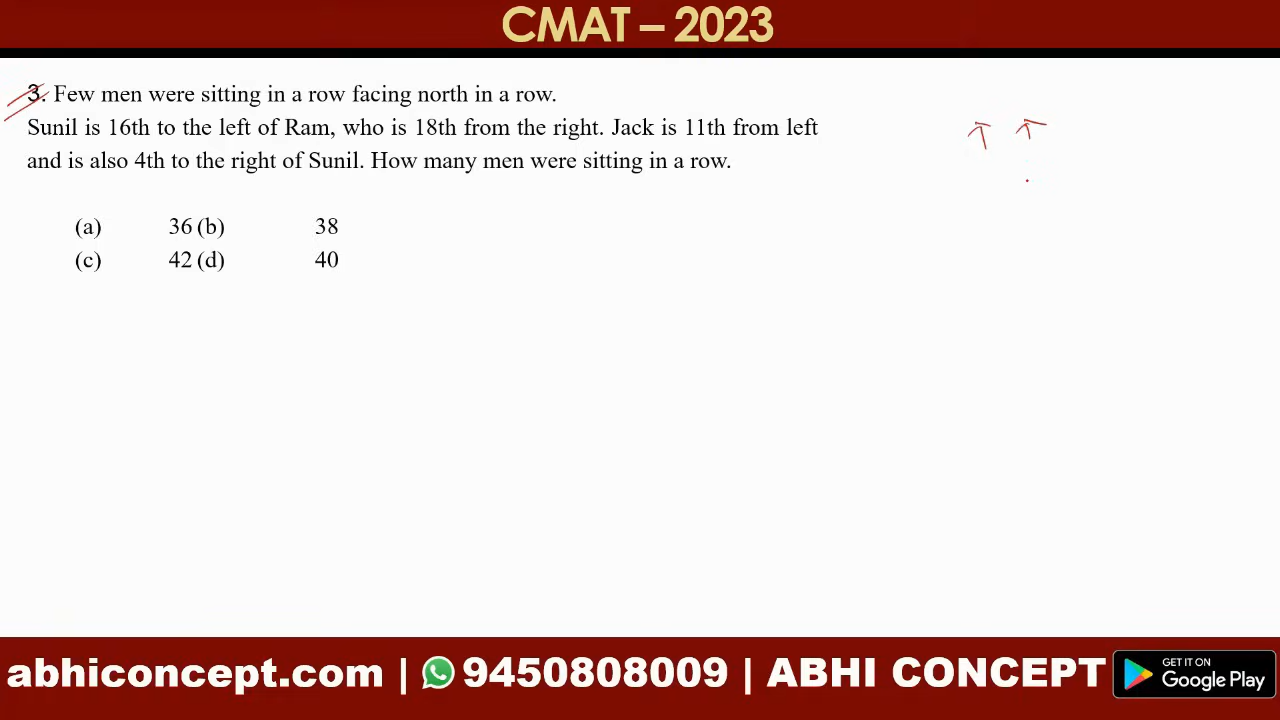 CMAT – 2023
3. Few men were sitting in a row facing north in a row.
Sunil is 16th to the left of Ram, who is 18th from the right. Jack is 11th from left
and is also 4th to the right of Sunil. How many men were sitting in a row.
(a) 36 (b) 38
(c) 42 (d) 40
abhiconcept.com | 9450808009 | ABHI CONCEPT
GET IT ON
Google Play